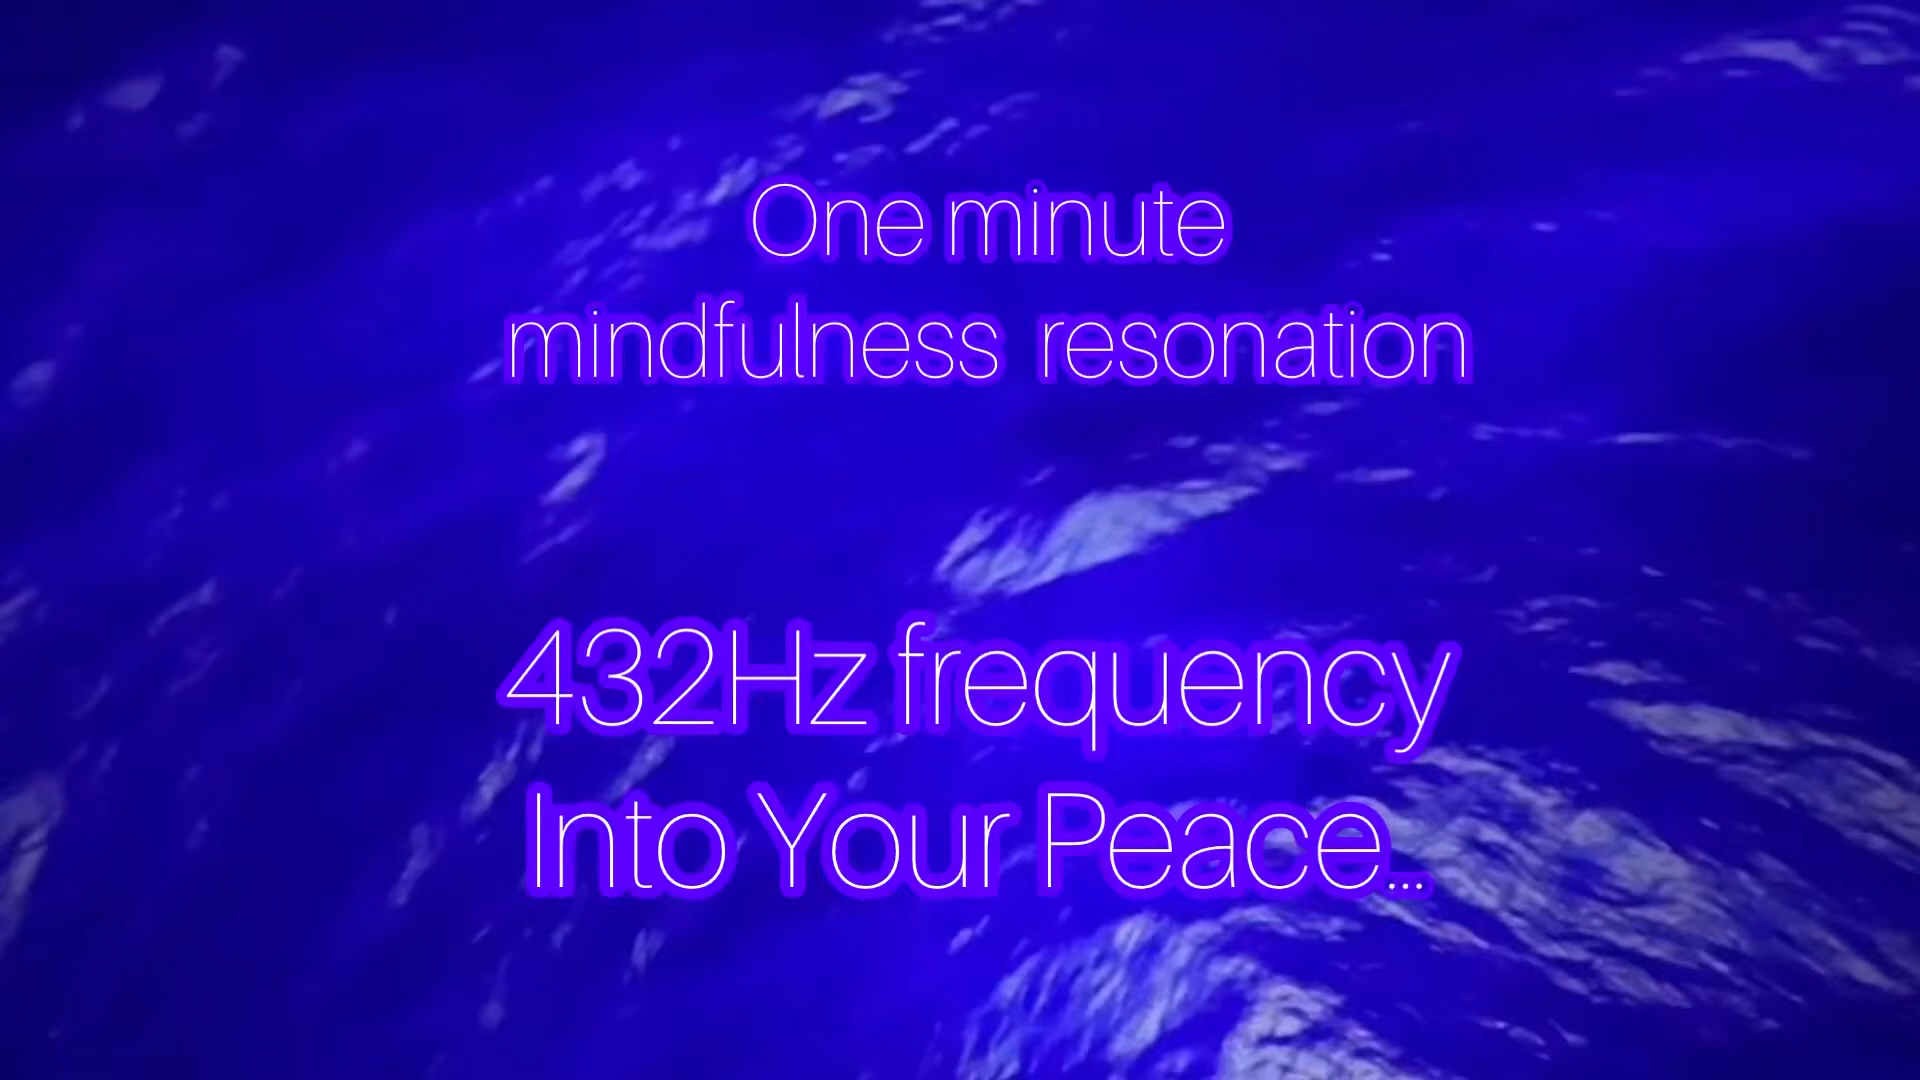 One minute
mindfulness resonation
432Hz frequency
Into Your Peace...